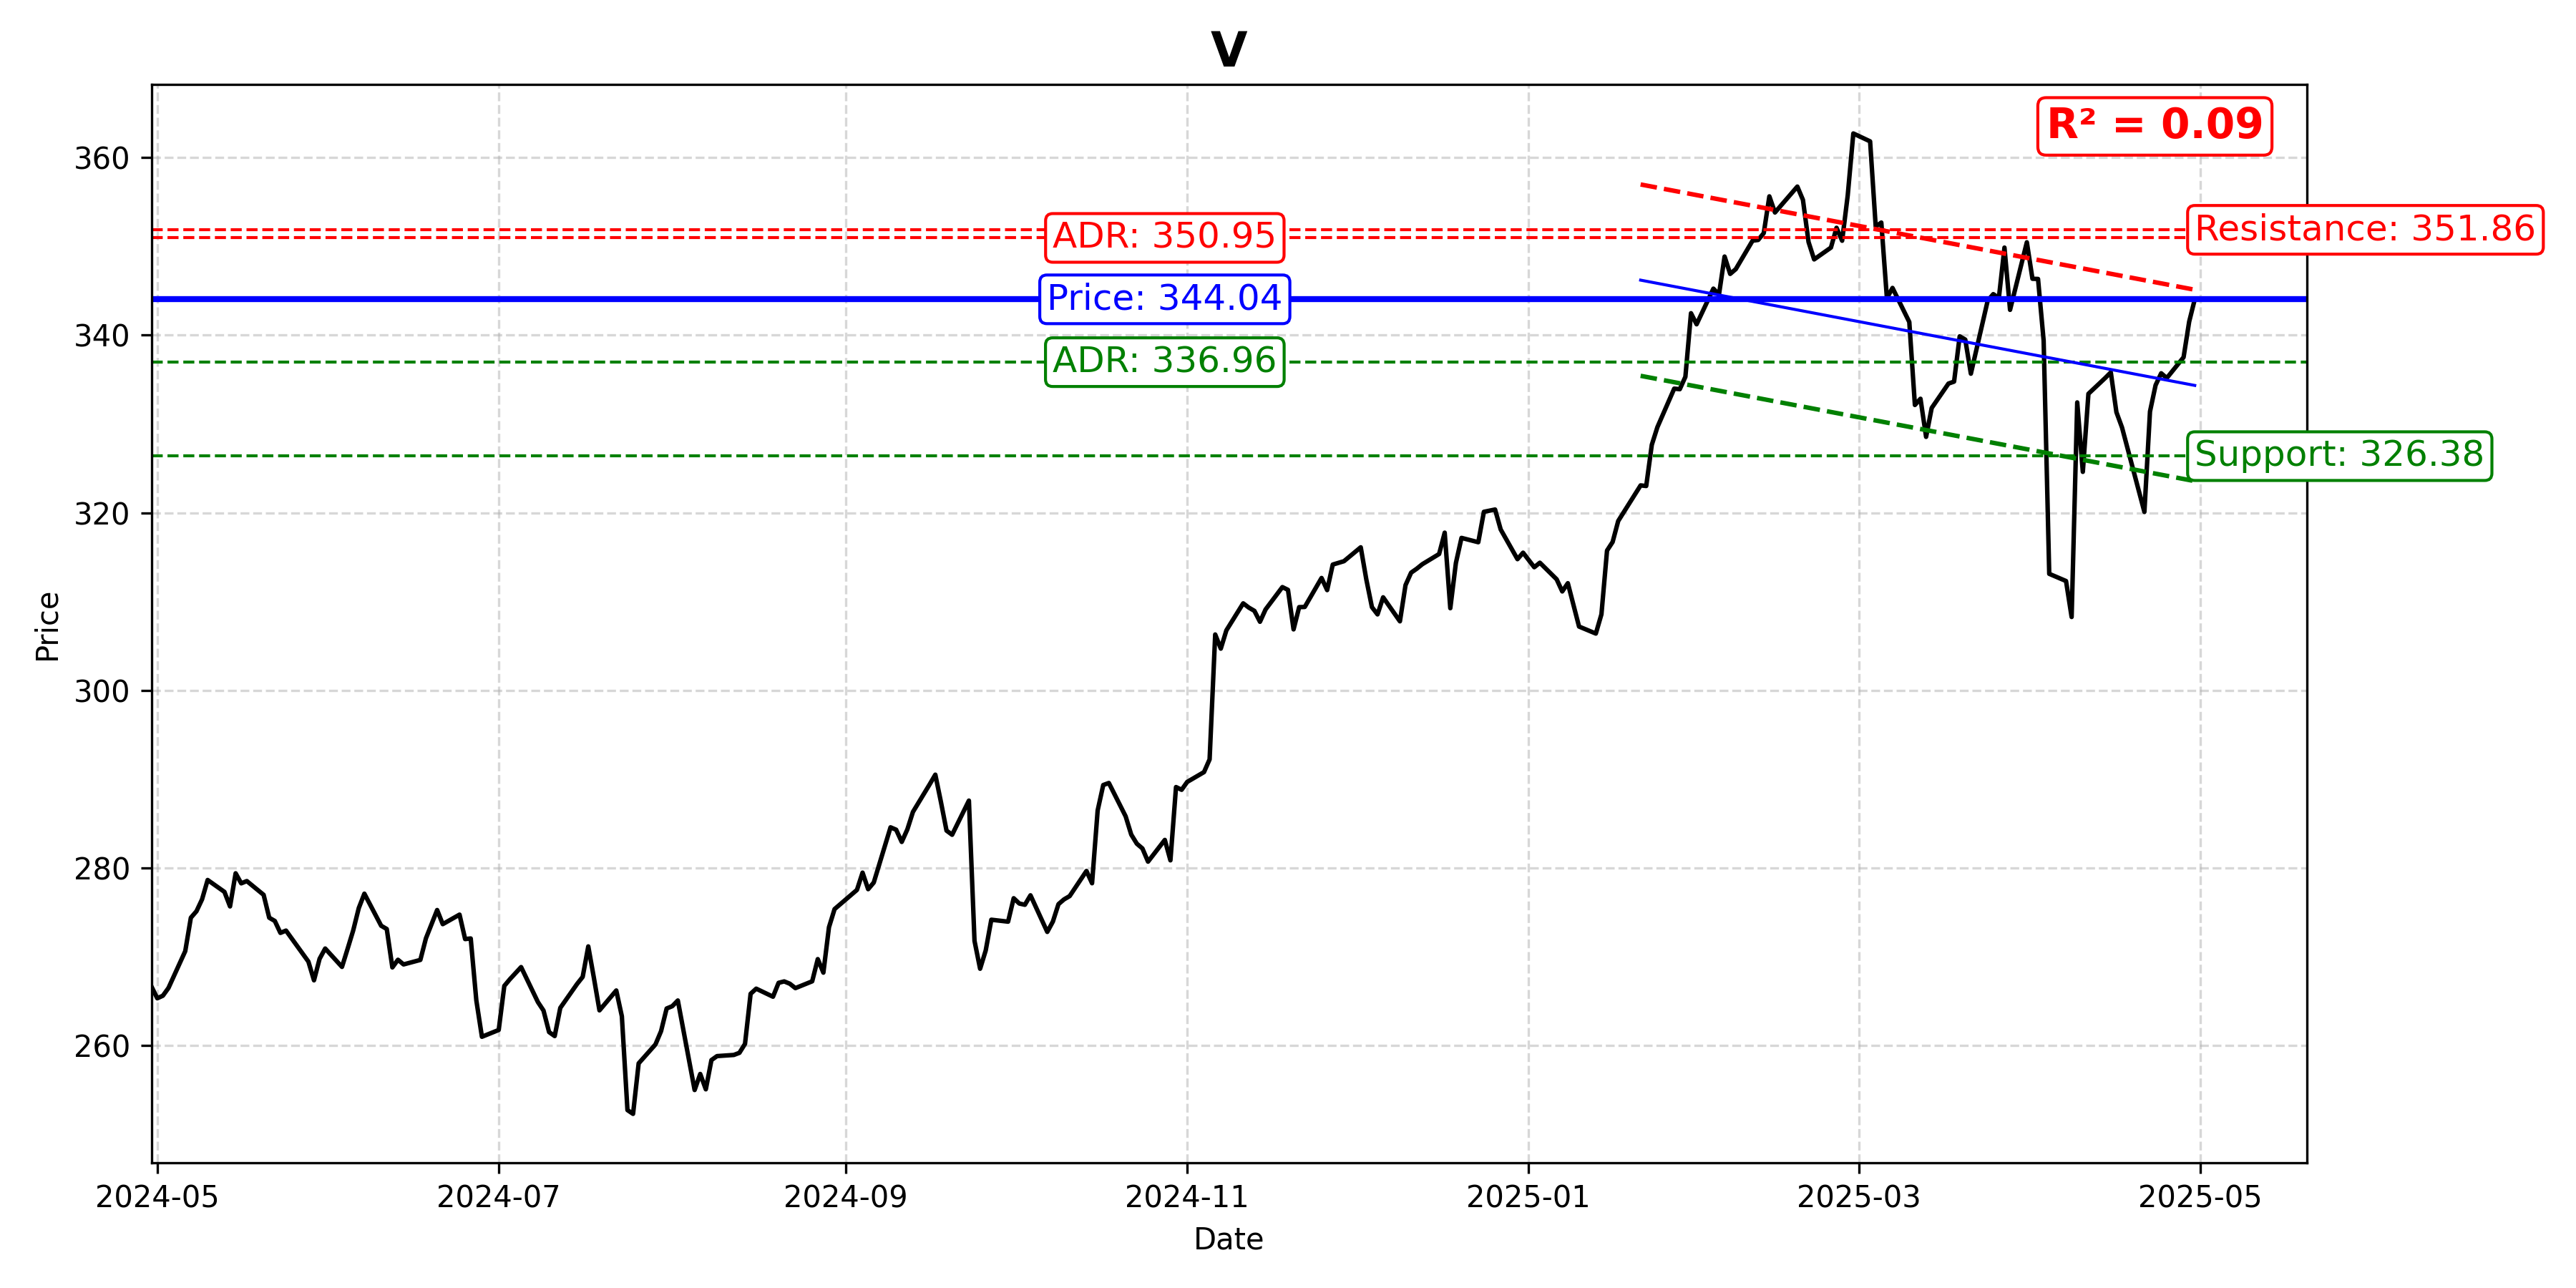 V
R² = 0.09
360
340
320
300
280
260
Price
ADR: 350.95
Resistance: 351.86
Price: 344.04
ADR: 336.96
Support: 326.38
2024-05
2024-07
2024-09
2024-11
2025-01
2025-03
2025-05
Date